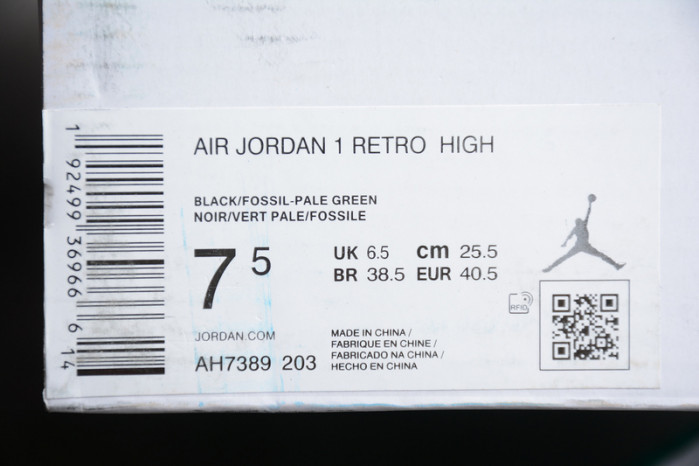 AIR JORDAN 1 RETRO HIGH
BLACK/FOSSIL-PALE GREEN
NOIR/VERT PALE/FOSSILE
7 5
UK 6.5 cm 25.5
BR 38.5 EUR 40.5
RFID
JORDAN.COM
AH7389 203
MADE IN CHINA /
FABRIQUE EN CHINE /
FABRICADO NA CHINA /
HECHO EN CHINA
1 92499 36966 6 14